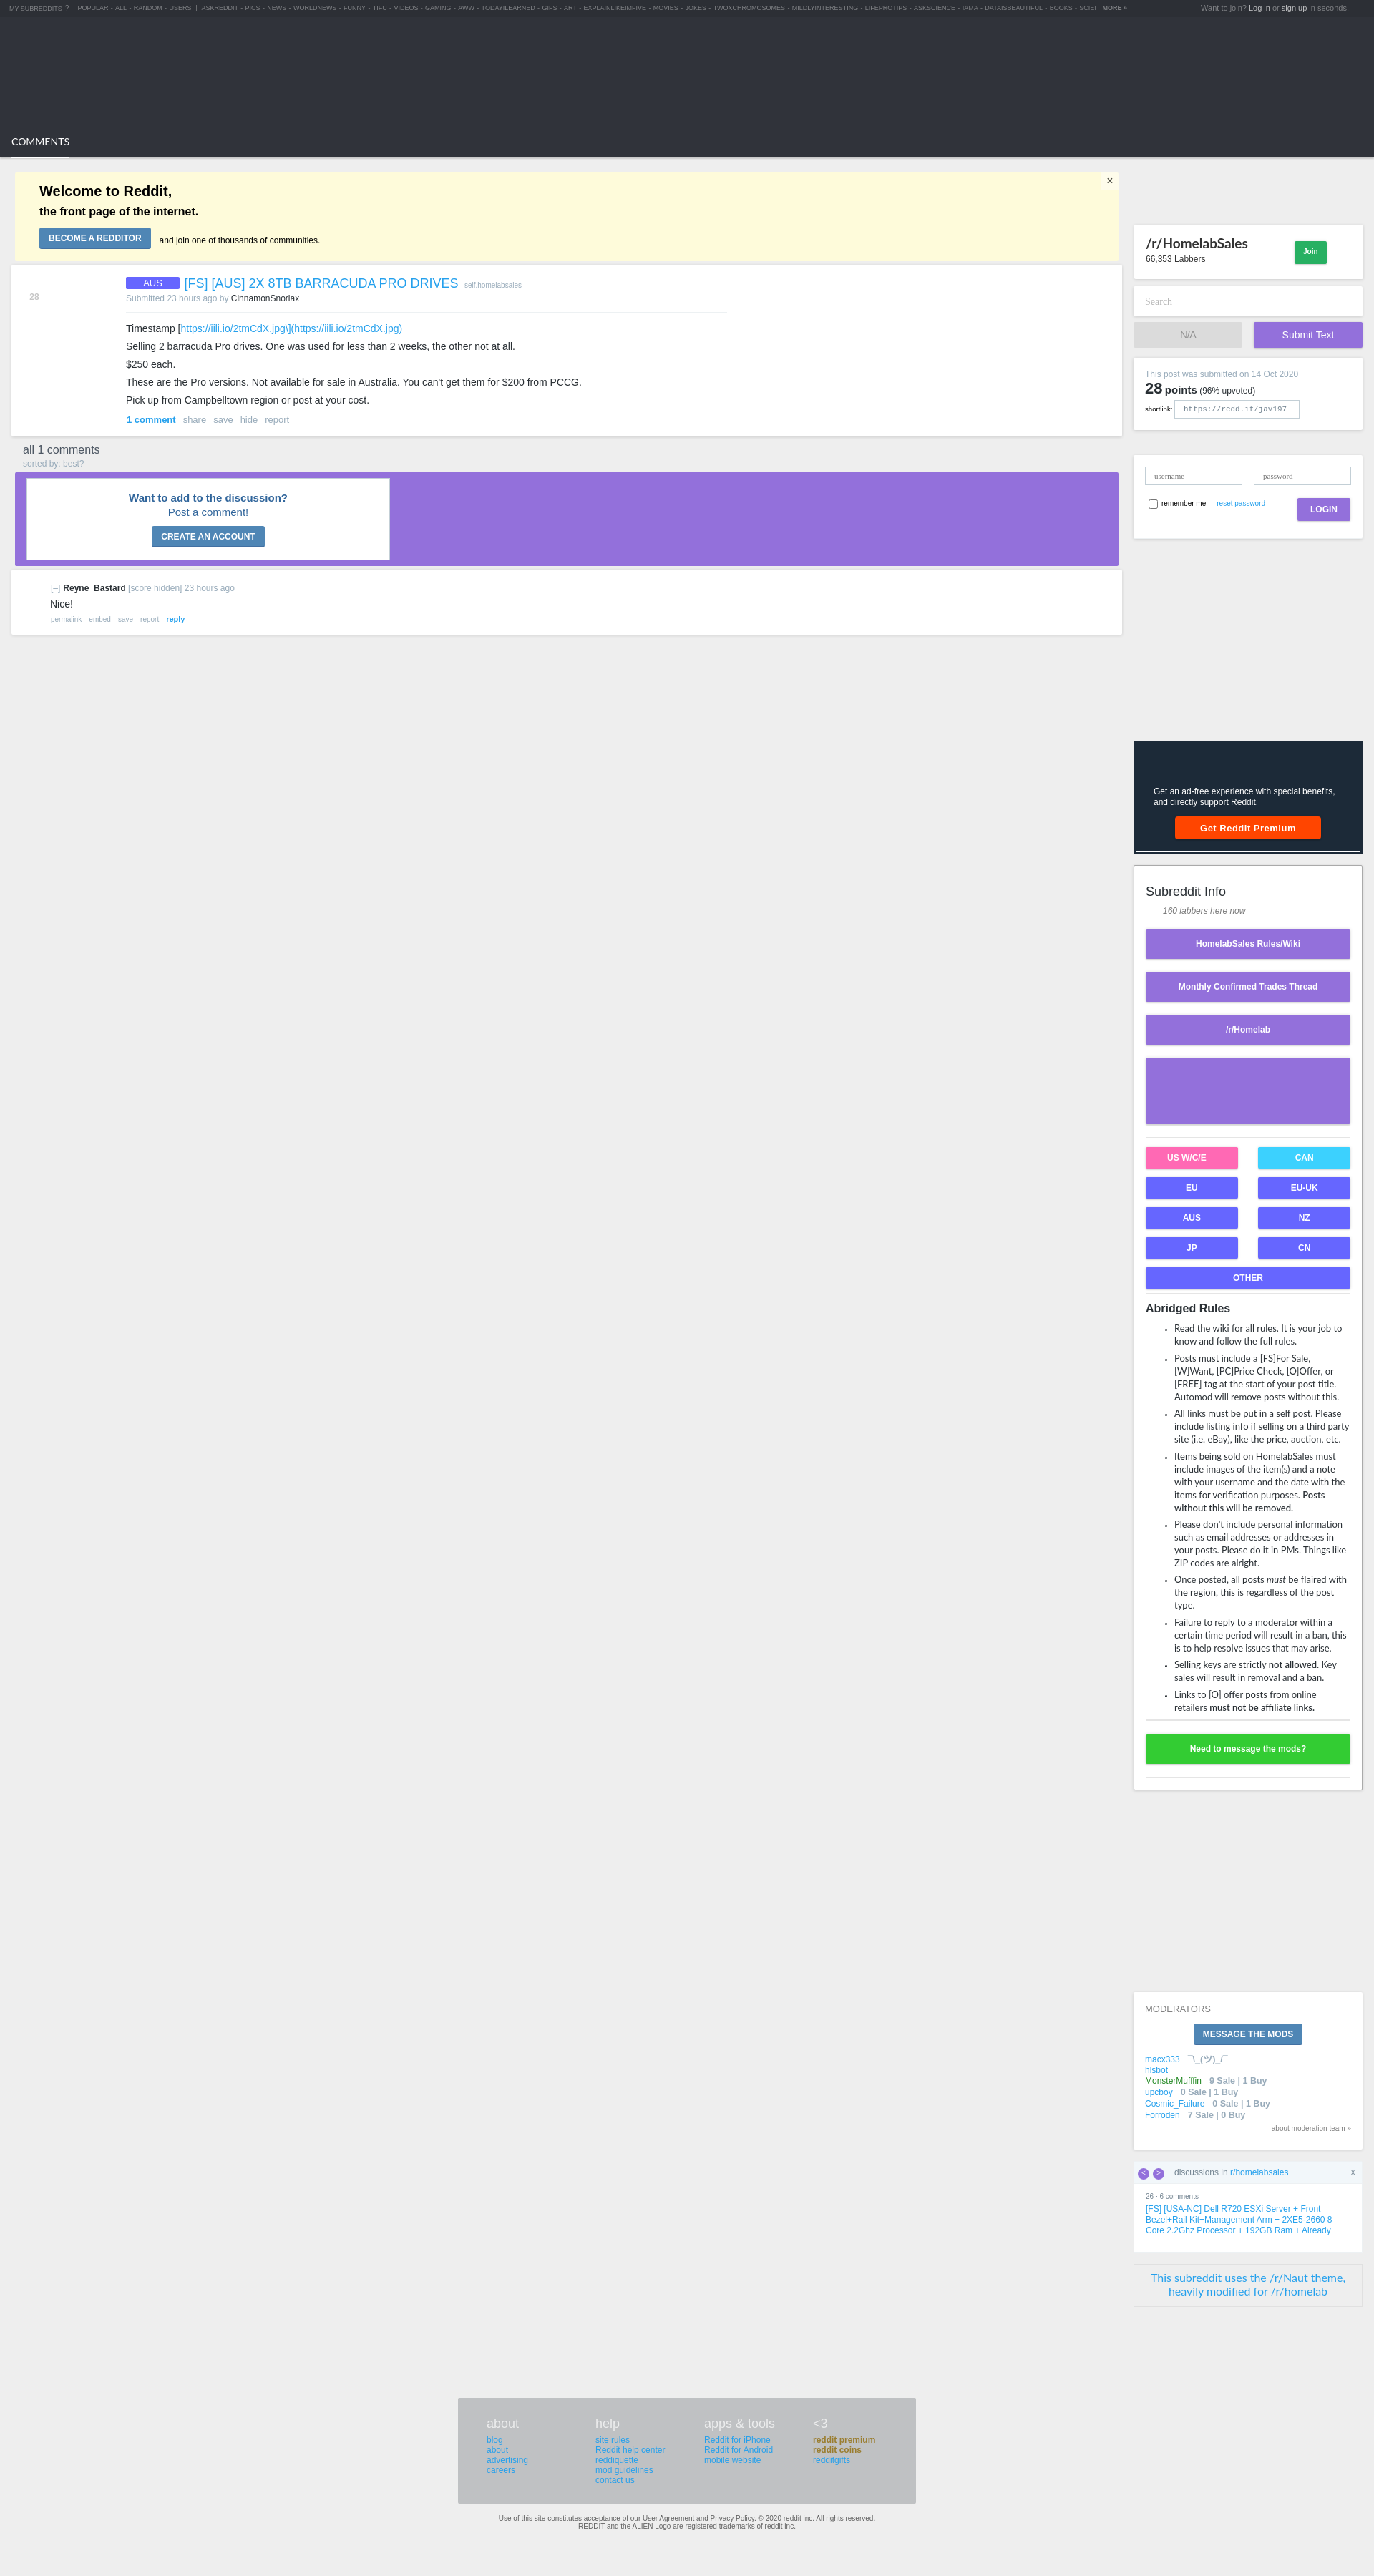 MY SUBREDDITS ? POPULAR - ALL - RANDOM - USERS | ASKREDDIT - PICS - NEWS - WORLDNEWS - FUNNY - TIFU - VIDEOS - GAMING - AWW - TODAYILEARNED - GIFS - ART - EXPLAINLIKEIMFIVE - MOVIES - JOKES - TWOXCHROMOSOMES - MILDLYINTERESTING - LIFEPROTIPS - ASKSCIENCE - IAMA - DATAISBEAUTIFUL - BOOKS - MORE »
Want to join? Log in or sign up in seconds. |
COMMENTS
Welcome to Reddit,
×
the front page of the internet.
BECOME A REDDITOR and join one of thousands of communities.
28
AUS [FS] [AUS] 2X 8TB BARRACUDA PRO DRIVES self.homelabsales
Submitted 23 hours ago by CinnamonSnorlax
Timestamp [https://iili.io/2tmCdX.jpg\](https://iili.io/2tmCdX.jpg)
Selling 2 barracuda Pro drives. One was used for less than 2 weeks, the other not at all.
$250 each.
These are the Pro versions. Not available for sale in Australia. You can't get them for $200 from PCCG.
Pick up from Campbelltown region or post at your cost.
1 comment share save hide report
all 1 comments
sorted by: best?
Want to add to the discussion?
Post a comment!
CREATE AN ACCOUNT
[–] Reyne_Bastard [score hidden] 23 hours ago
Nice!
permalink embed save report reply
/r/HomelabSales
66,353 Labbers
Join
Search
N/A Submit Text
This post was submitted on 14 Oct 2020
28 points (96% upvoted)
shortlink: https://redd.it/jav197
username password
remember me reset password LOGIN
Get an ad-free experience with special benefits,
and directly support Reddit.
Get Reddit Premium
Subreddit Info
160 labbers here now
HomelabSales Rules/Wiki
Monthly Confirmed Trades Thread
/r/Homelab
US W/C/E CAN
EU EU-UK
AUS NZ
JP CN
OTHER
Abridged Rules
• Read the wiki for all rules. It is your job to
know and follow the full rules.
• Posts must include a [FS]For Sale,
[W]Want, [PC]Price Check, [O]Offer, or
[FREE] tag at the start of your post title.
Automod will remove posts without this.
• All links must be put in a self post. Please
include listing info if selling on a third party
site (i.e. eBay), like the price, auction, etc.
• Items being sold on HomelabSales must
include images of the item(s) and a note
with your username and the date with the
items for verification purposes. Posts
without this will be removed.
• Please don't include personal information
such as email addresses or addresses in
your posts. Please do it in PMs. Things like
ZIP codes are alright.
• Once posted, all posts must be flaired with
the region, this is regardless of the post
type.
• Failure to reply to a moderator within a
certain time period will result in a ban, this
is to help resolve issues that may arise.
• Selling keys are strictly not allowed. Key
sales will result in removal and a ban.
• Links to [O] offer posts from online
retailers must not be affiliate links.
Need to message the mods?
MODERATORS
MESSAGE THE MODS
macx333 ¯\_(ツ)_/¯
hlsbot
MonsterMufffin 9 Sale | 1 Buy
upcboy 0 Sale | 1 Buy
Cosmic_Failure 0 Sale | 1 Buy
Forroden 7 Sale | 0 Buy
about moderation team »
< > discussions in r/homelabsales X
26 · 6 comments
[FS] [USA-NC] Dell R720 ESXi Server + Front
Bezel+Rail Kit+Management Arm + 2XE5-2660 8
Core 2.2Ghz Processor + 192GB Ram + Already
This subreddit uses the /r/Naut theme,
heavily modified for /r/homelab
about
blog
about
advertising
careers
help
site rules
Reddit help center
reddiquette
mod guidelines
contact us
apps & tools
Reddit for iPhone
Reddit for Android
mobile website
<3
reddit premium
reddit coins
redditgifts
Use of this site constitutes acceptance of our User Agreement and Privacy Policy. © 2020 reddit inc. All rights reserved.
REDDIT and the ALIEN Logo are registered trademarks of reddit inc.